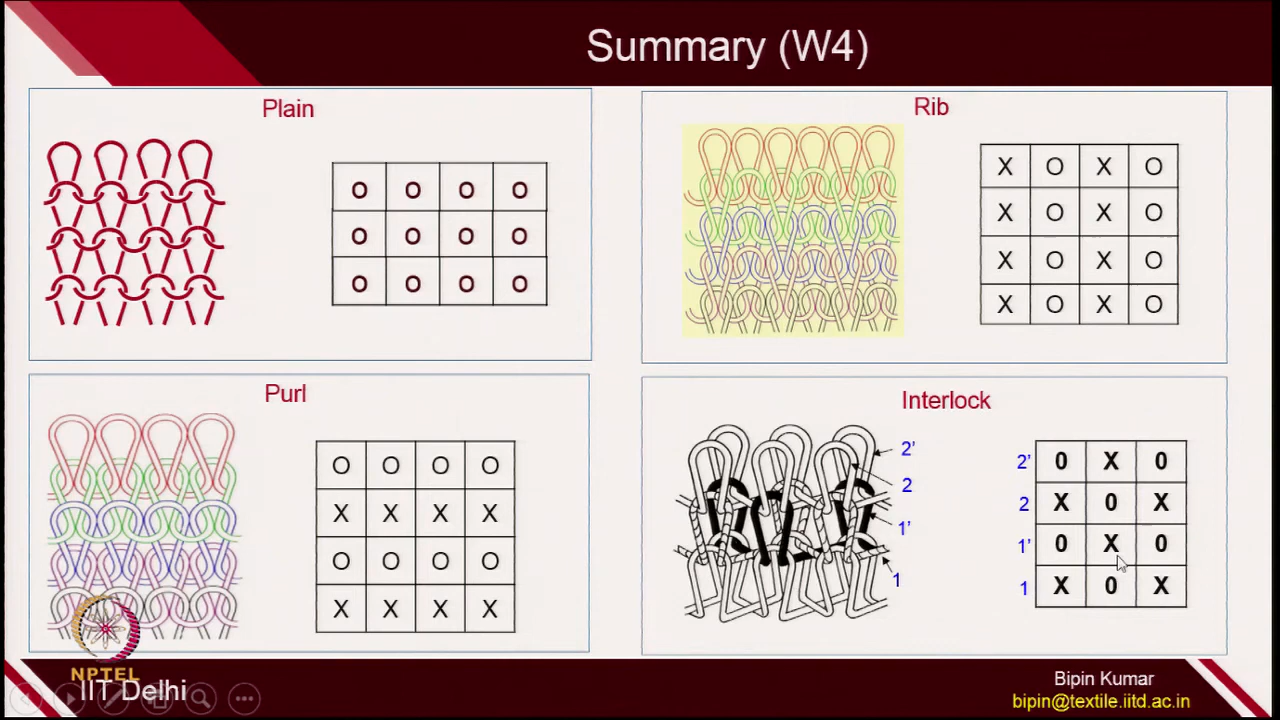 Summary (W4)
Plain
O O O O
O O O O
O O O O
Rib
X O X O
X O X O
X O X O
X O X O
Purl
O O O O
X X X X
O O O O
X X X X
Interlock
2'
2
1'
1
2' 0 X 0
2 X 0 X
1' 0 X 0
1 X 0 X
NPTEL
IIT Delhi
Bipin Kumar
bipin@textile.iitd.ac.in